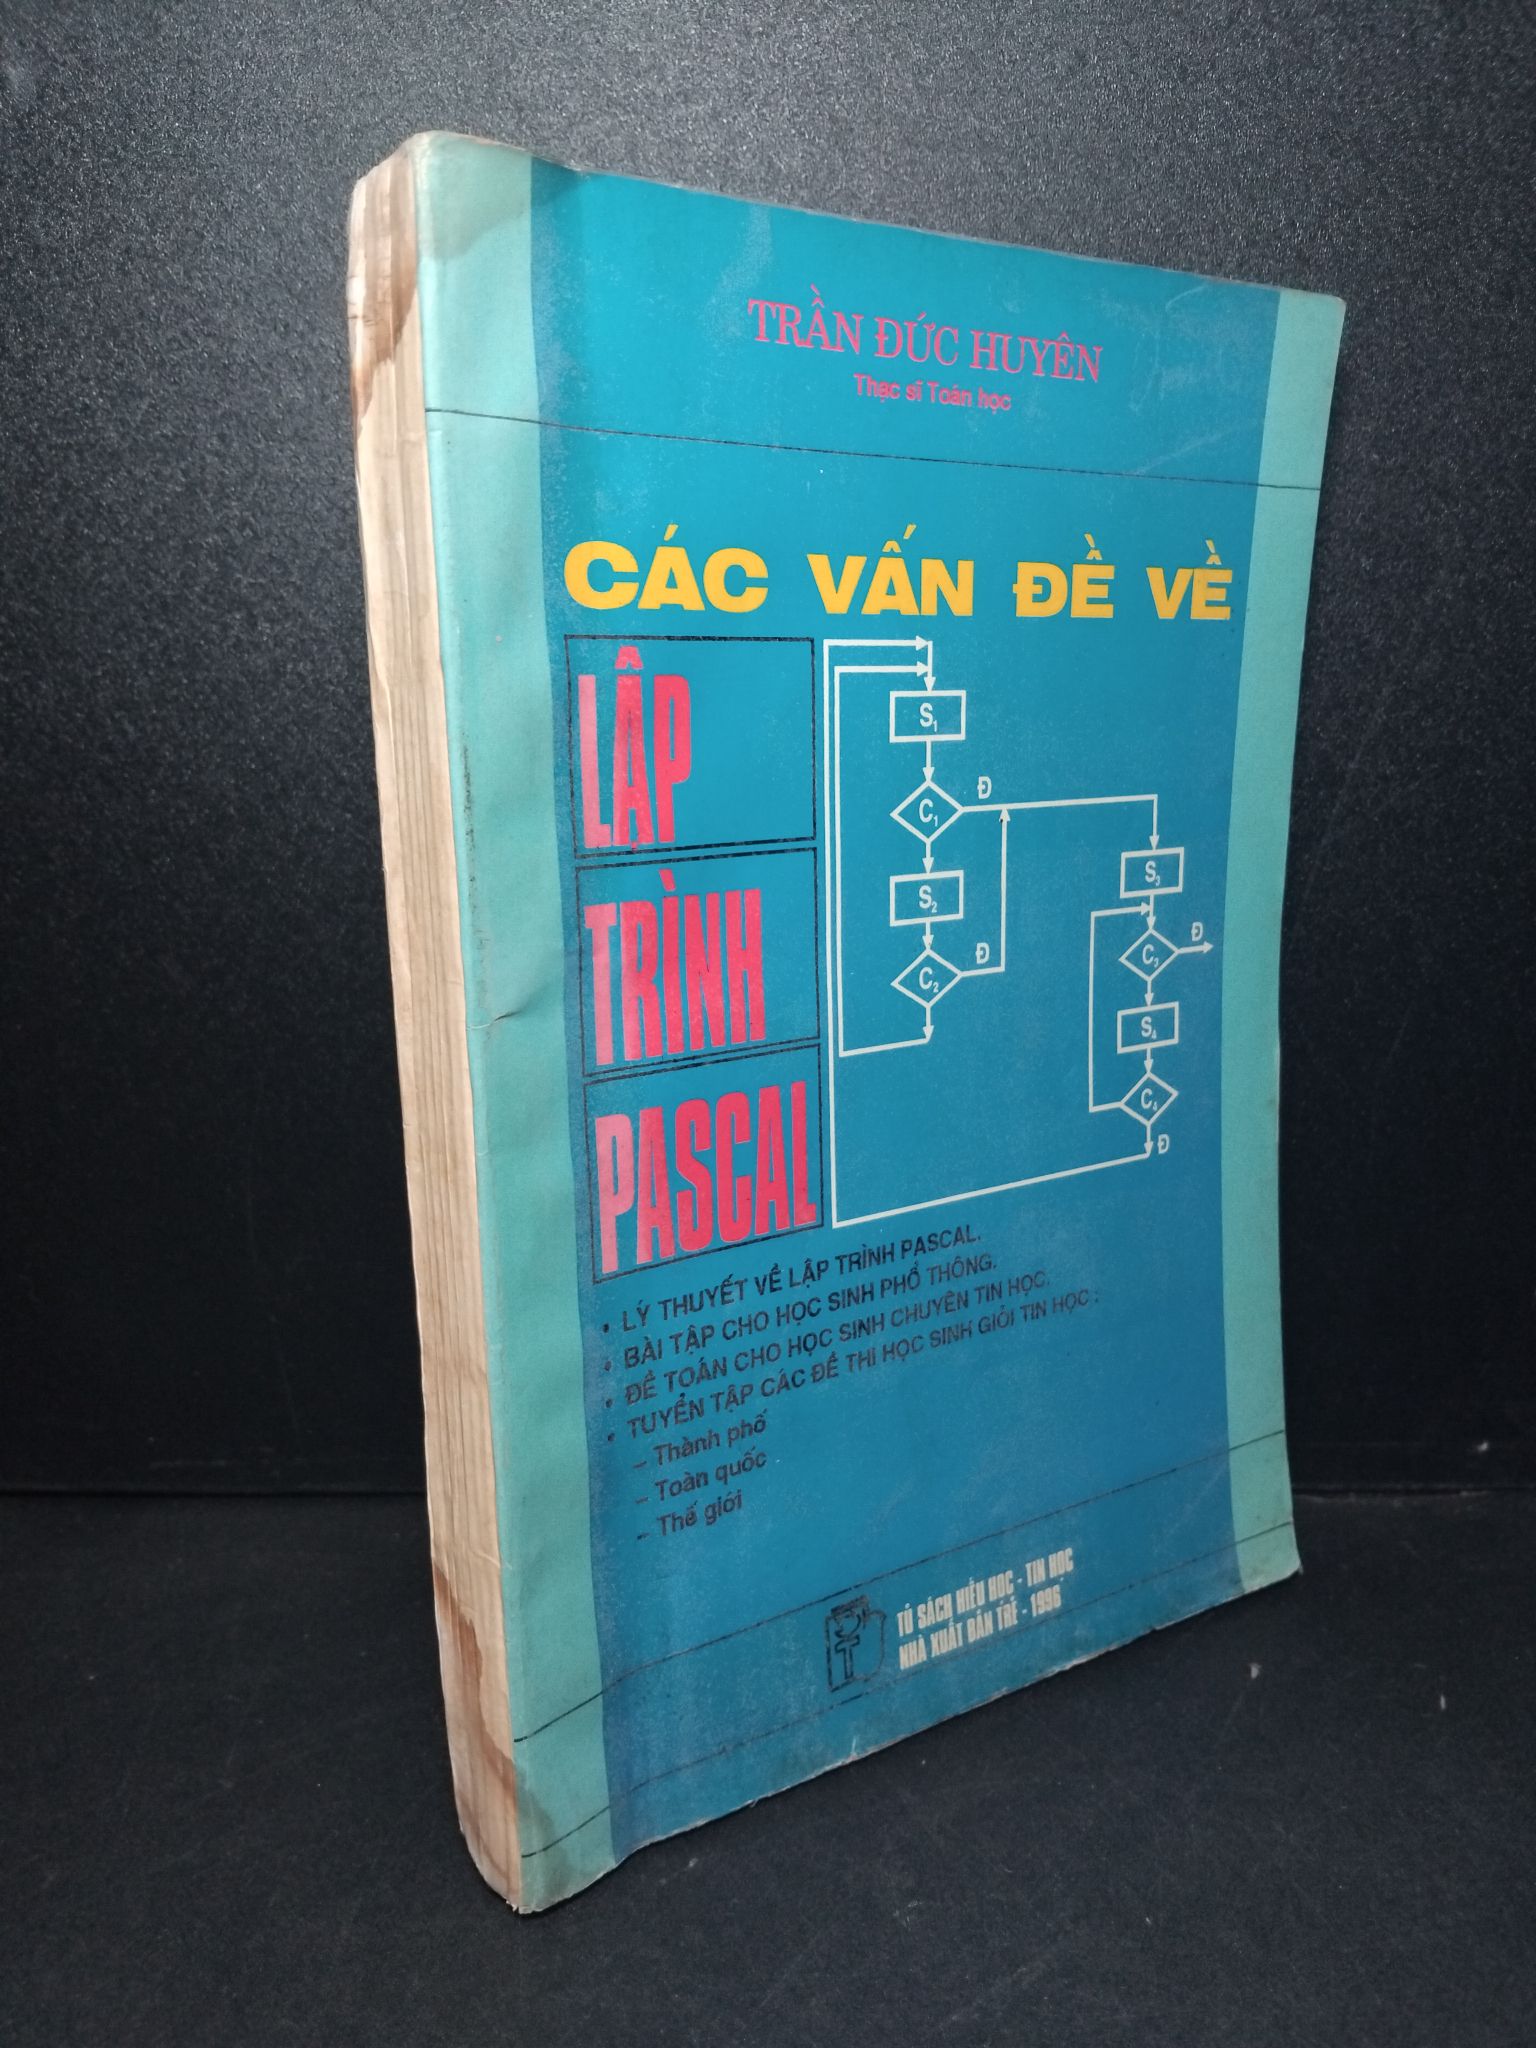 TRẦN ĐỨC HUYÊN
Thạc sĩ Toán học
CÁC VẤN ĐỀ VỀ
LẬP
TRÌNH
PASCAL
S1
C1
Đ
S2
C2
Đ
S3
C3
Đ
S4
C4
Đ
• LÝ THUYẾT VỀ LẬP TRÌNH PASCAL.
• BÀI TẬP CHO HỌC SINH PHỔ THÔNG.
• ĐỀ TOÁN CHO HỌC SINH CHUYÊN TIN HỌC.
• TUYỂN TẬP CÁC ĐỀ THI HỌC SINH GIỎI TIN HỌC :
– Thành phố
– Toàn quốc
– Thế giới
TỦ SÁCH HIẾU HỌC - TIN HỌC
NHÀ XUẤT BẢN TRẺ - 1996